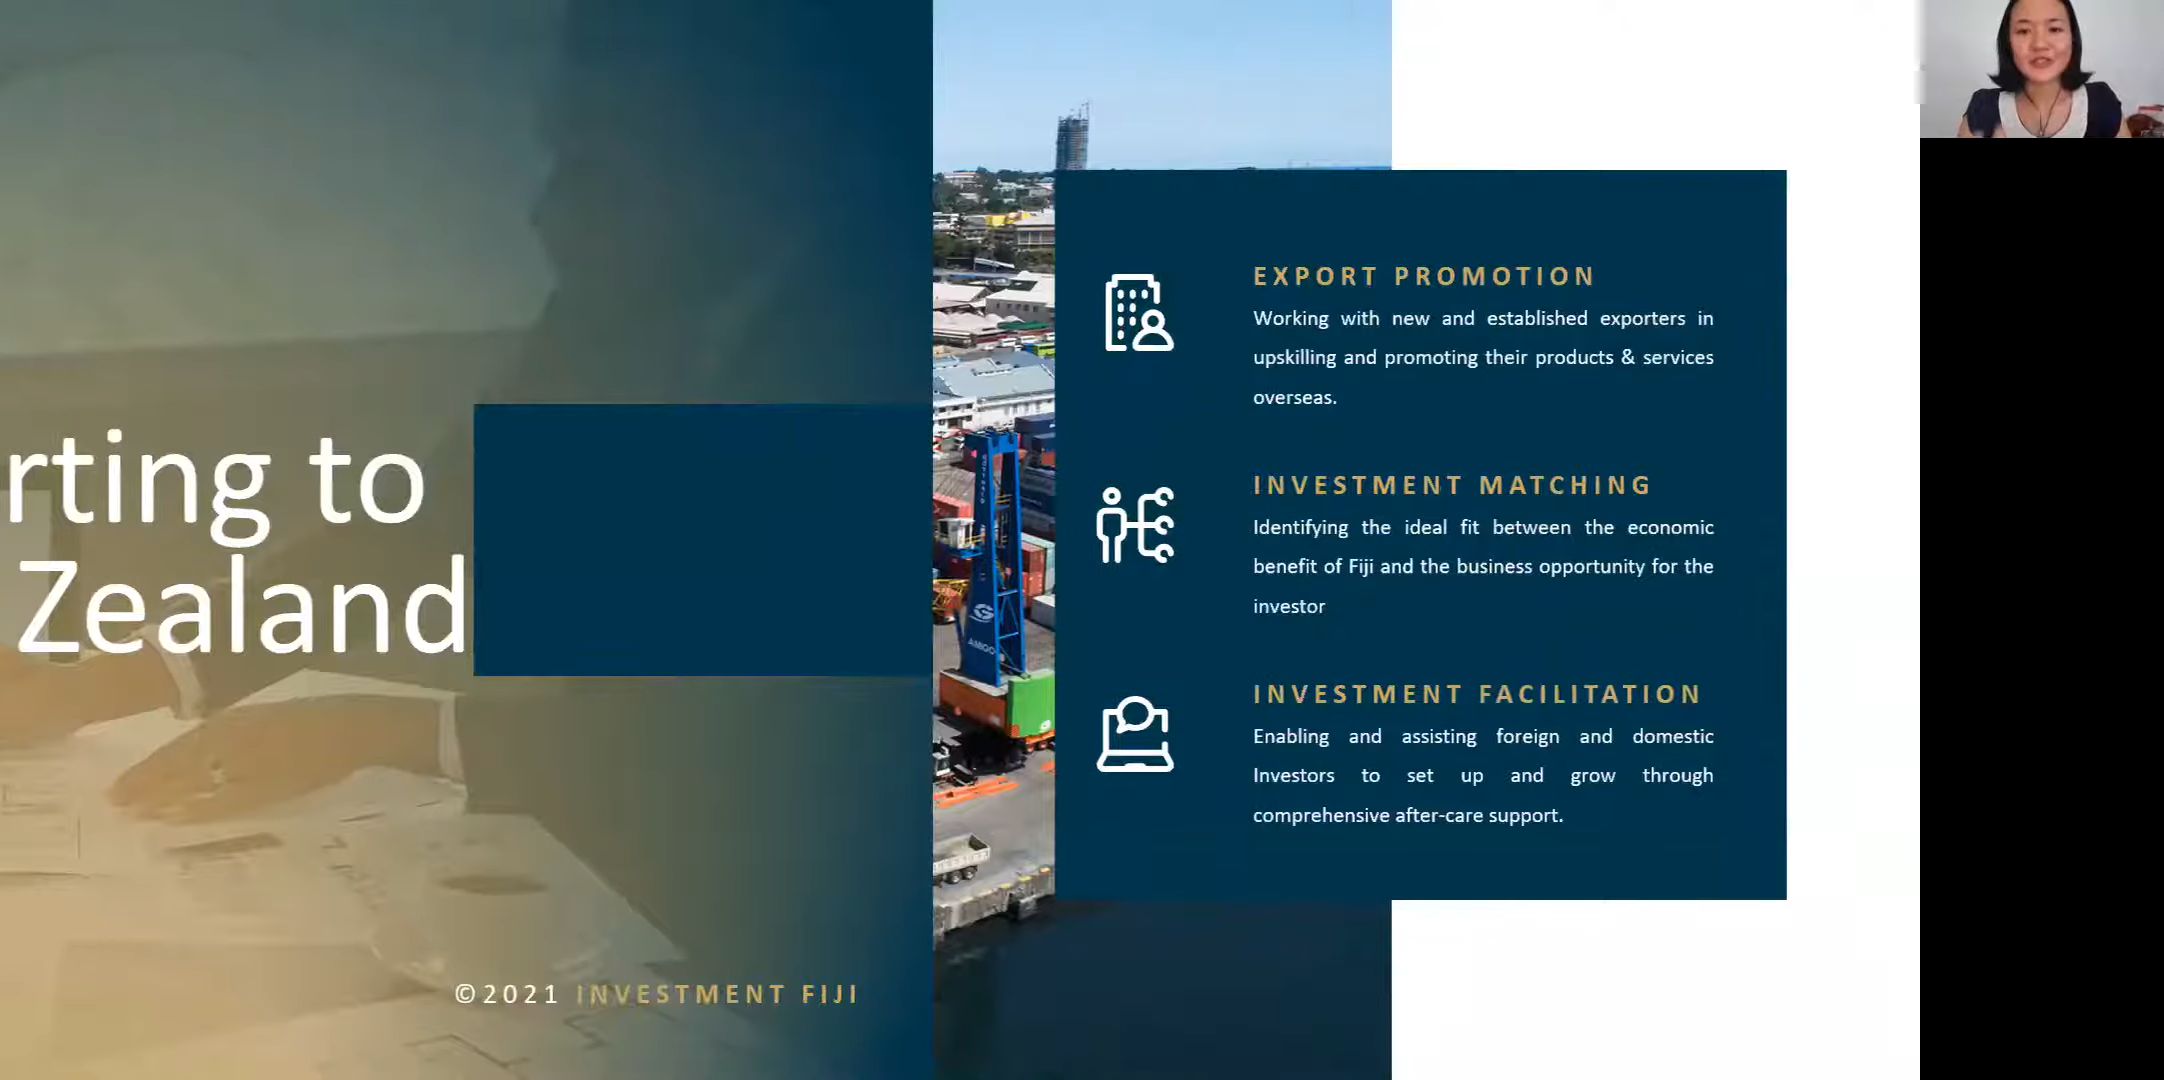 rting to
Zealand
©2021 INVESTMENT FIJI
EXPORT PROMOTION
Working with new and established exporters in
upskilling and promoting their products & services
overseas.
INVESTMENT MATCHING
Identifying the ideal fit between the economic
benefit of Fiji and the business opportunity for the
investor
INVESTMENT FACILITATION
Enabling and assisting foreign and domestic
Investors to set up and grow through
comprehensive after-care support.